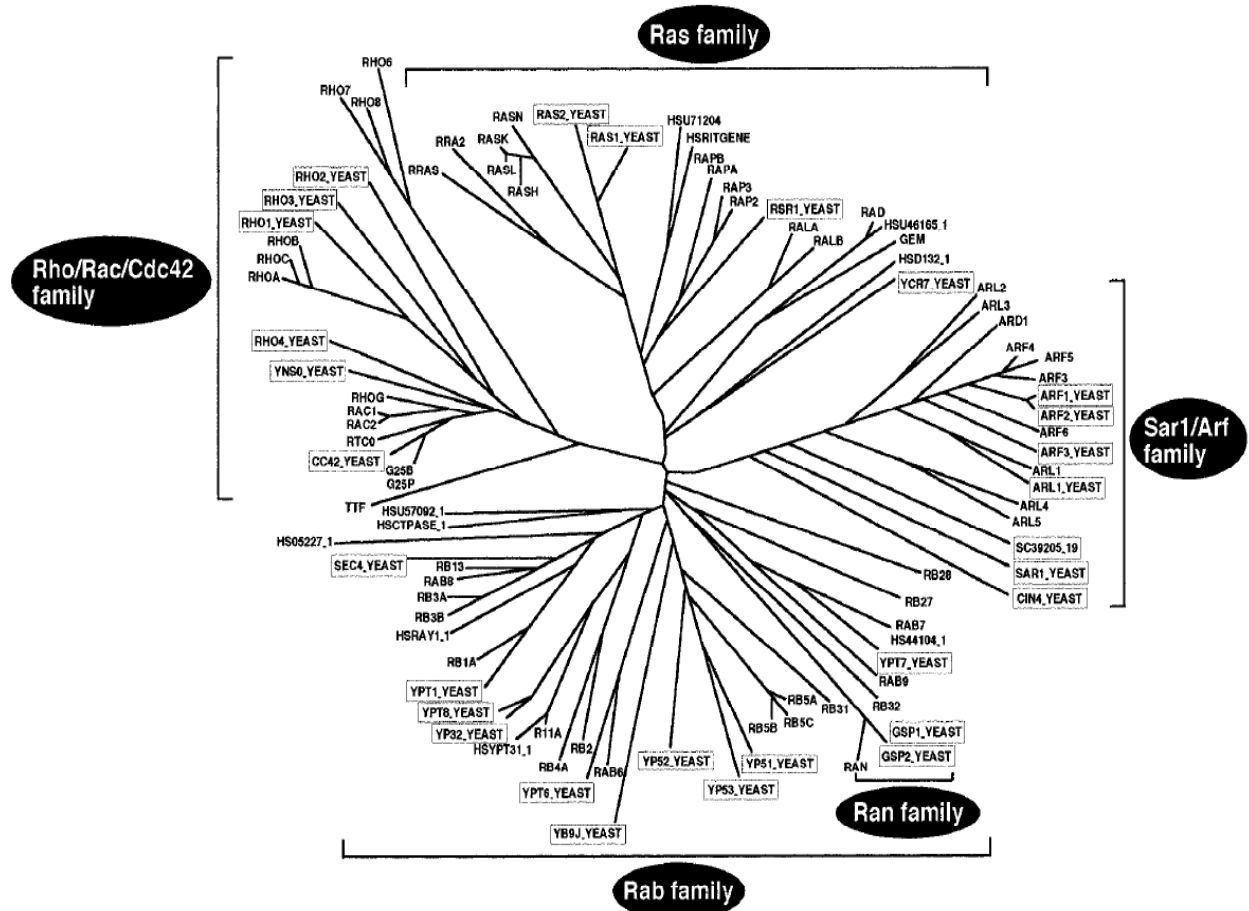 Ras family
RHO6
RHO7
RHO8
RASN
RAS2_YEAST
RAS1_YEAST
HSU71204
HSRITGENE
RRA2
RASK
RRAS
RASL
RASH
RAPB
RAPA
RAP3
RAP2
RSR1_YEAST
RALA
RALB
RAD
HSU46165_1
GEM
HSD132_1
YCR7_YEAST
RHO2_YEAST
RHO3_YEAST
RHO1_YEAST
RHOB
RHOC
RHOA
Rho/Rac/Cdc42
family
RHO4_YEAST
YNS0_YEAST
RHOG
RAC1
RAC2
RTC0
CC42_YEAST
G25B
G25P
TTF
ARL2
ARL3
ARD1
ARF4
ARF5
ARF3
ARF1_YEAST
ARF2_YEAST
ARF6
ARF3_YEAST
ARL1
ARL1_YEAST
ARL4
ARL5
SC39205_19
SAR1_YEAST
CIN4_YEAST
Sar1/Arf
family
HSU57092_1
HSCTPASE_1
HS05227_1
SEC4_YEAST
RB13
RAB8
RB3A
RB3B
HSRAY1_1
RB1A
YPT1_YEAST
YPT8_YEAST
YP32_YEAST
HSYPT31_1
R11A
RB4A
RB2
YPT6_YEAST
RAB6
YB9J_YEAST
YP52_YEAST
YP53_YEAST
YP51_YEAST
RB5B
RB5A
RB5C
RB31
RB28
RB27
RAB7
HS44104_1
YPT7_YEAST
RAB9
RB32
GSP1_YEAST
GSP2_YEAST
RAN
Ran family
Rab family